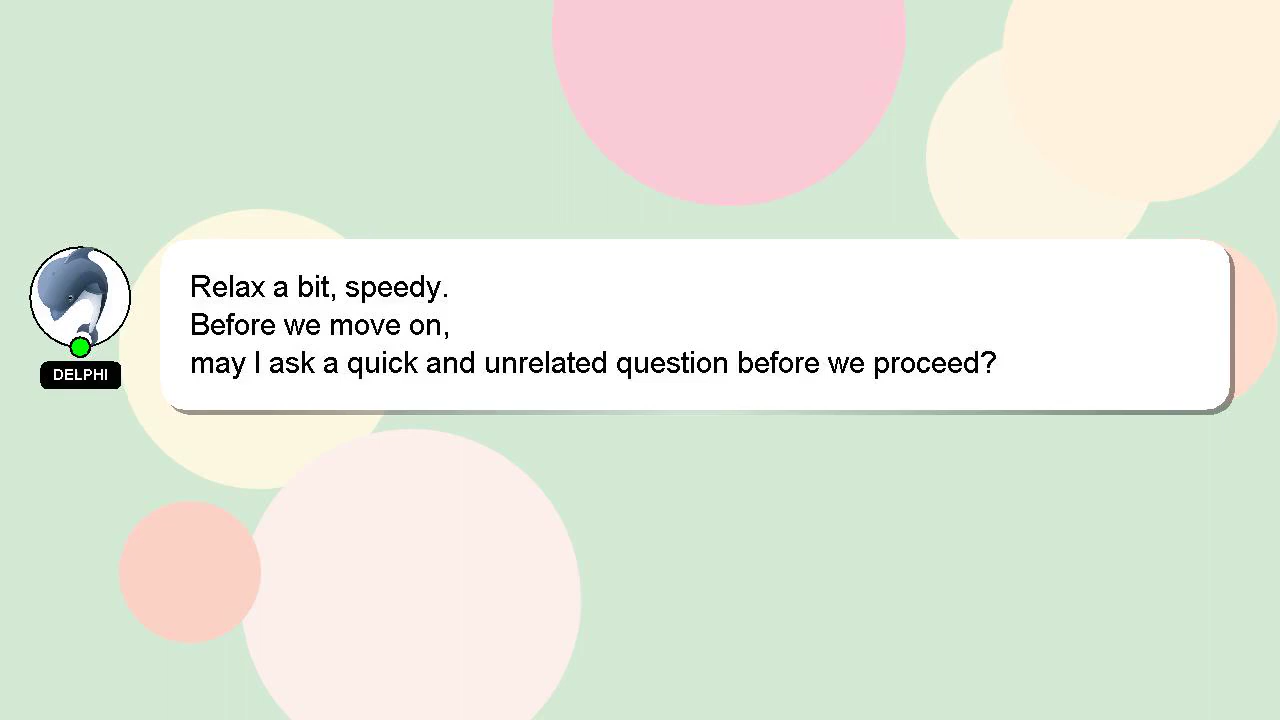 Relax a bit, speedy.
Before we move on,
may I ask a quick and unrelated question before we proceed?
DELPHI